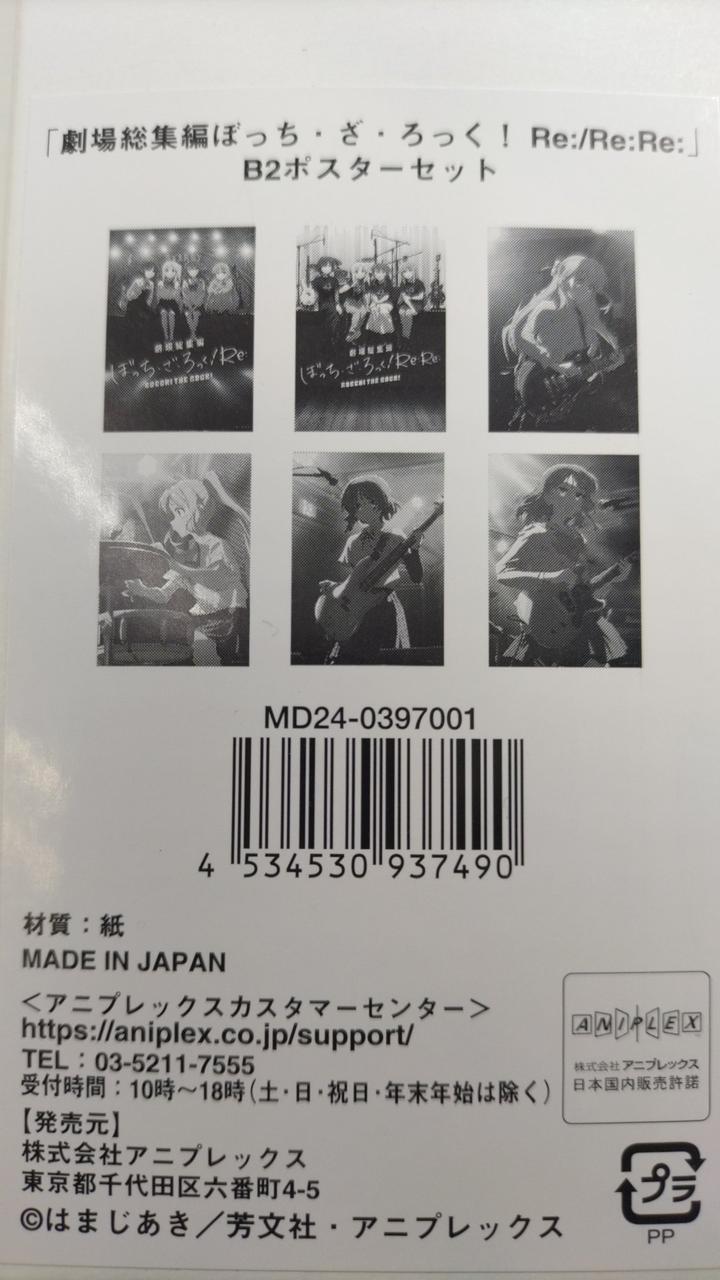 「劇場総集編ぼっち・ざ・ろっく！ Re:/Re:Re:」
B2ポスターセット
劇場総集編
ぼっち・ざ・ろっく！Re:
BOCCHI THE ROCK!
劇場総集編
ぼっち・ざ・ろっく！Re:Re:
BOCCHI THE ROCK!
MD24-0397001
4 534530 937490
材質：紙
MADE IN JAPAN
＜アニプレックスカスタマーセンター＞
https://aniplex.co.jp/support/
TEL：03-5211-7555
受付時間：10時〜18時（土・日・祝日・年末年始は除く）
【発売元】
株式会社アニプレックス
東京都千代田区六番町4-5
©はまじあき／芳文社・アニプレックス
ANIPLEX
株式会社 アニプレックス
日本国内販売許諾
プラ
PP